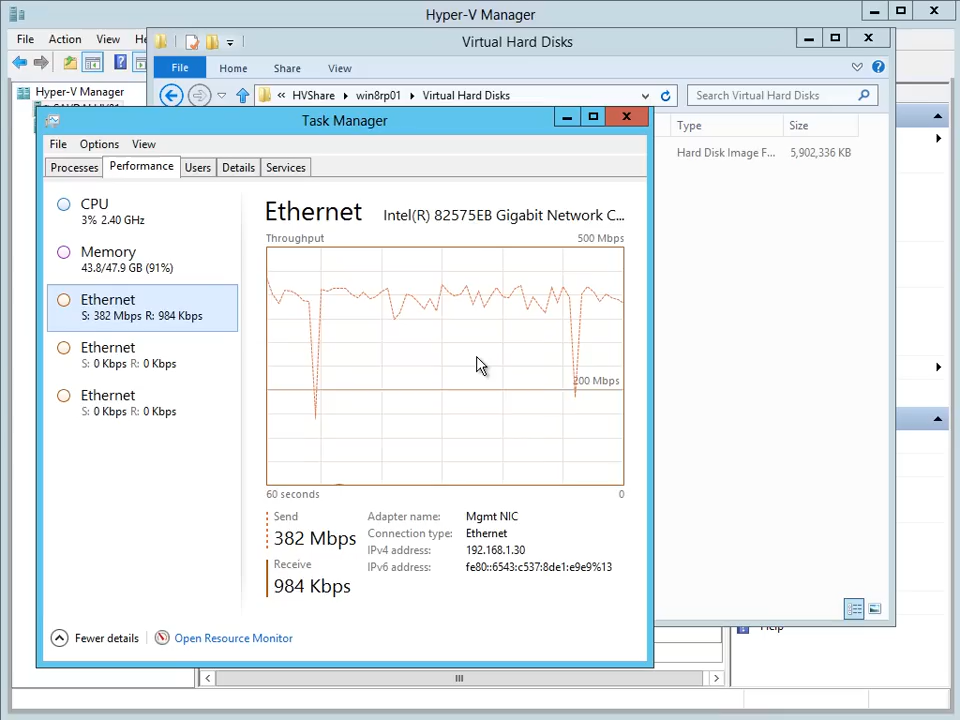 Hyper-V Manager
File Action View He
Hyper-V Manager
Virtual Hard Disks
File Home Share View
« HVShare win8rp01 Virtual Hard Disks
Search Virtual Hard Disks
Type Size
Hard Disk Image F... 5,902,336 KB
Task Manager
File Options View
Processes Performance Users Details Services
CPU
3% 2.40 GHz
Memory
43.8/47.9 GB (91%)
Ethernet
S: 382 Mbps R: 984 Kbps
Ethernet
S: 0 Kbps R: 0 Kbps
Ethernet
S: 0 Kbps R: 0 Kbps
Ethernet Intel(R) 82575EB Gigabit Network C...
Throughput 500 Mbps
200 Mbps
60 seconds 0
Send
382 Mbps
Receive
984 Kbps
Adapter name: Mgmt NIC
Connection type: Ethernet
IPv4 address: 192.168.1.30
IPv6 address: fe80::6543:c537:8de1:e9e9%13
Fewer details Open Resource Monitor
Help